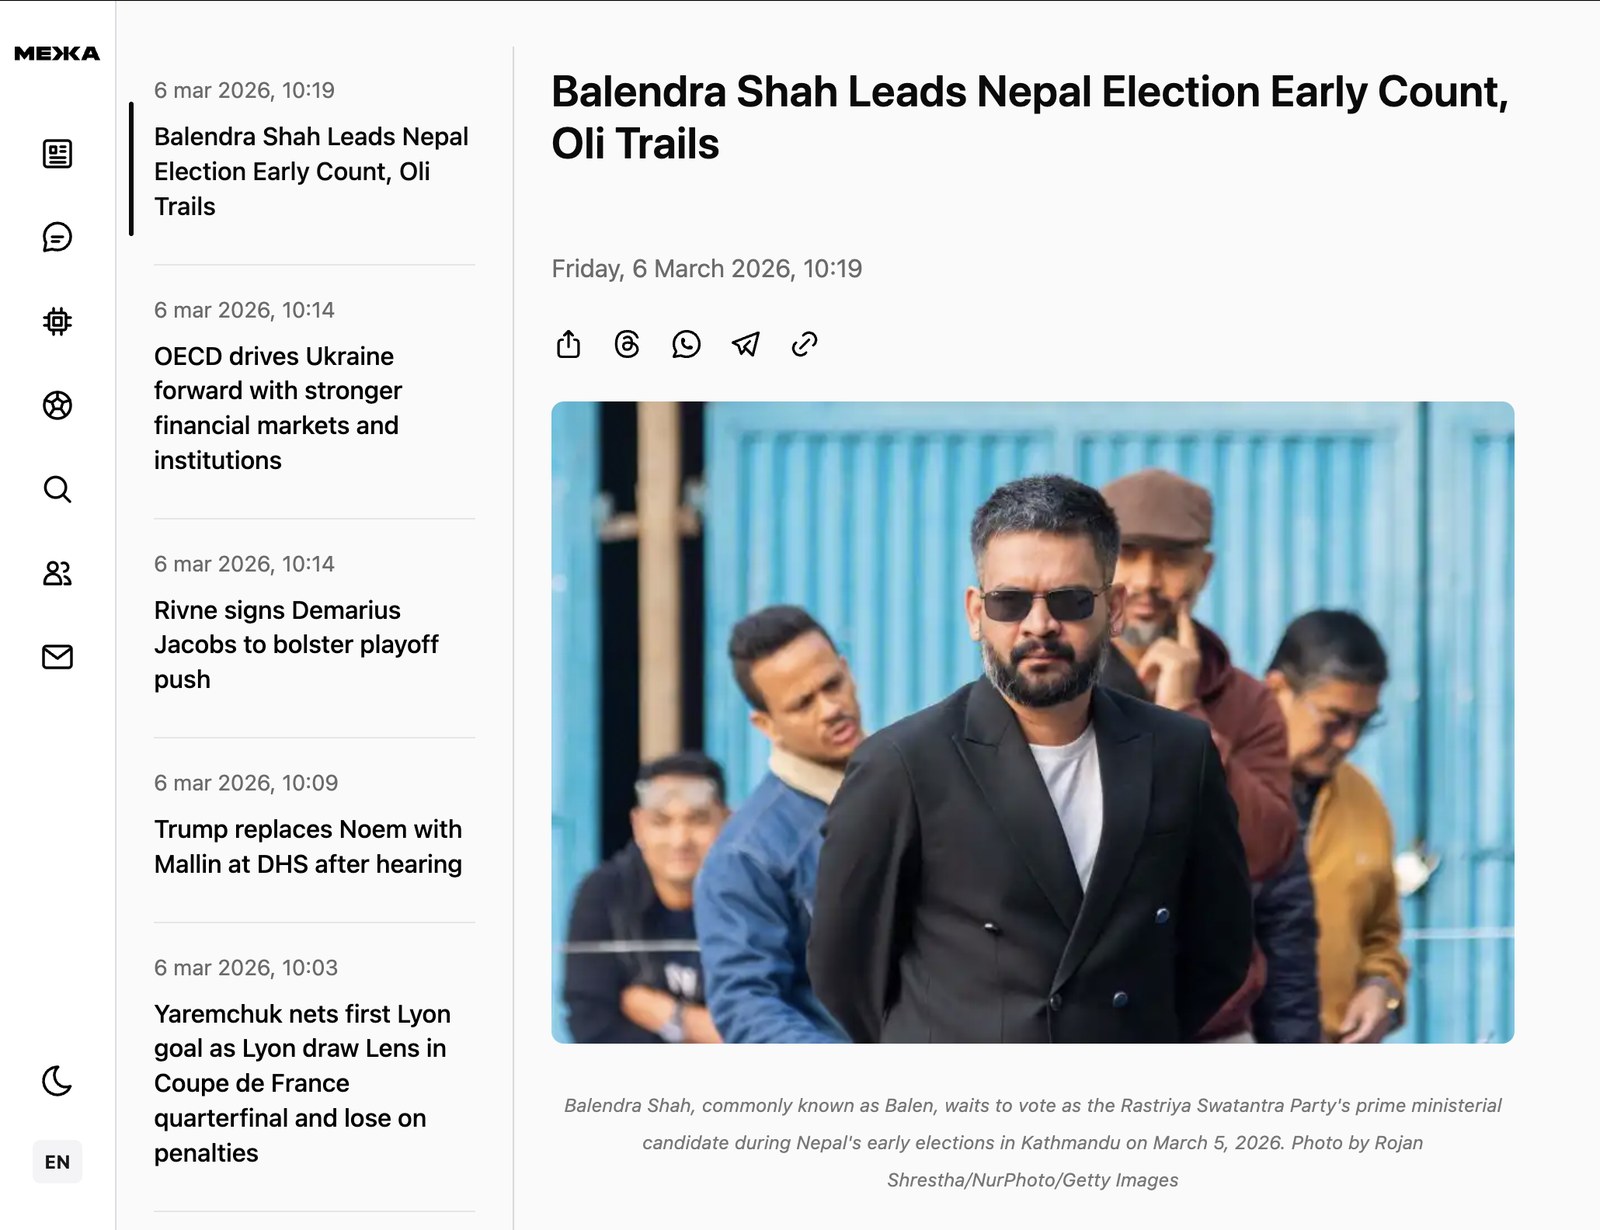 МЕЖА
6 mar 2026, 10:19
Balendra Shah Leads Nepal
Election Early Count, Oli
Trails
6 mar 2026, 10:14
OECD drives Ukraine
forward with stronger
financial markets and
institutions
6 mar 2026, 10:14
Rivne signs Demarius
Jacobs to bolster playoff
push
6 mar 2026, 10:09
Trump replaces Noem with
Mallin at DHS after hearing
6 mar 2026, 10:03
Yaremchuk nets first Lyon
goal as Lyon draw Lens in
Coupe de France
quarterfinal and lose on
penalties
EN
Balendra Shah Leads Nepal Election Early Count,
Oli Trails
Friday, 6 March 2026, 10:19
Balendra Shah, commonly known as Balen, waits to vote as the Rastriya Swatantra Party's prime ministerial
candidate during Nepal's early elections in Kathmandu on March 5, 2026. Photo by Rojan
Shrestha/NurPhoto/Getty Images